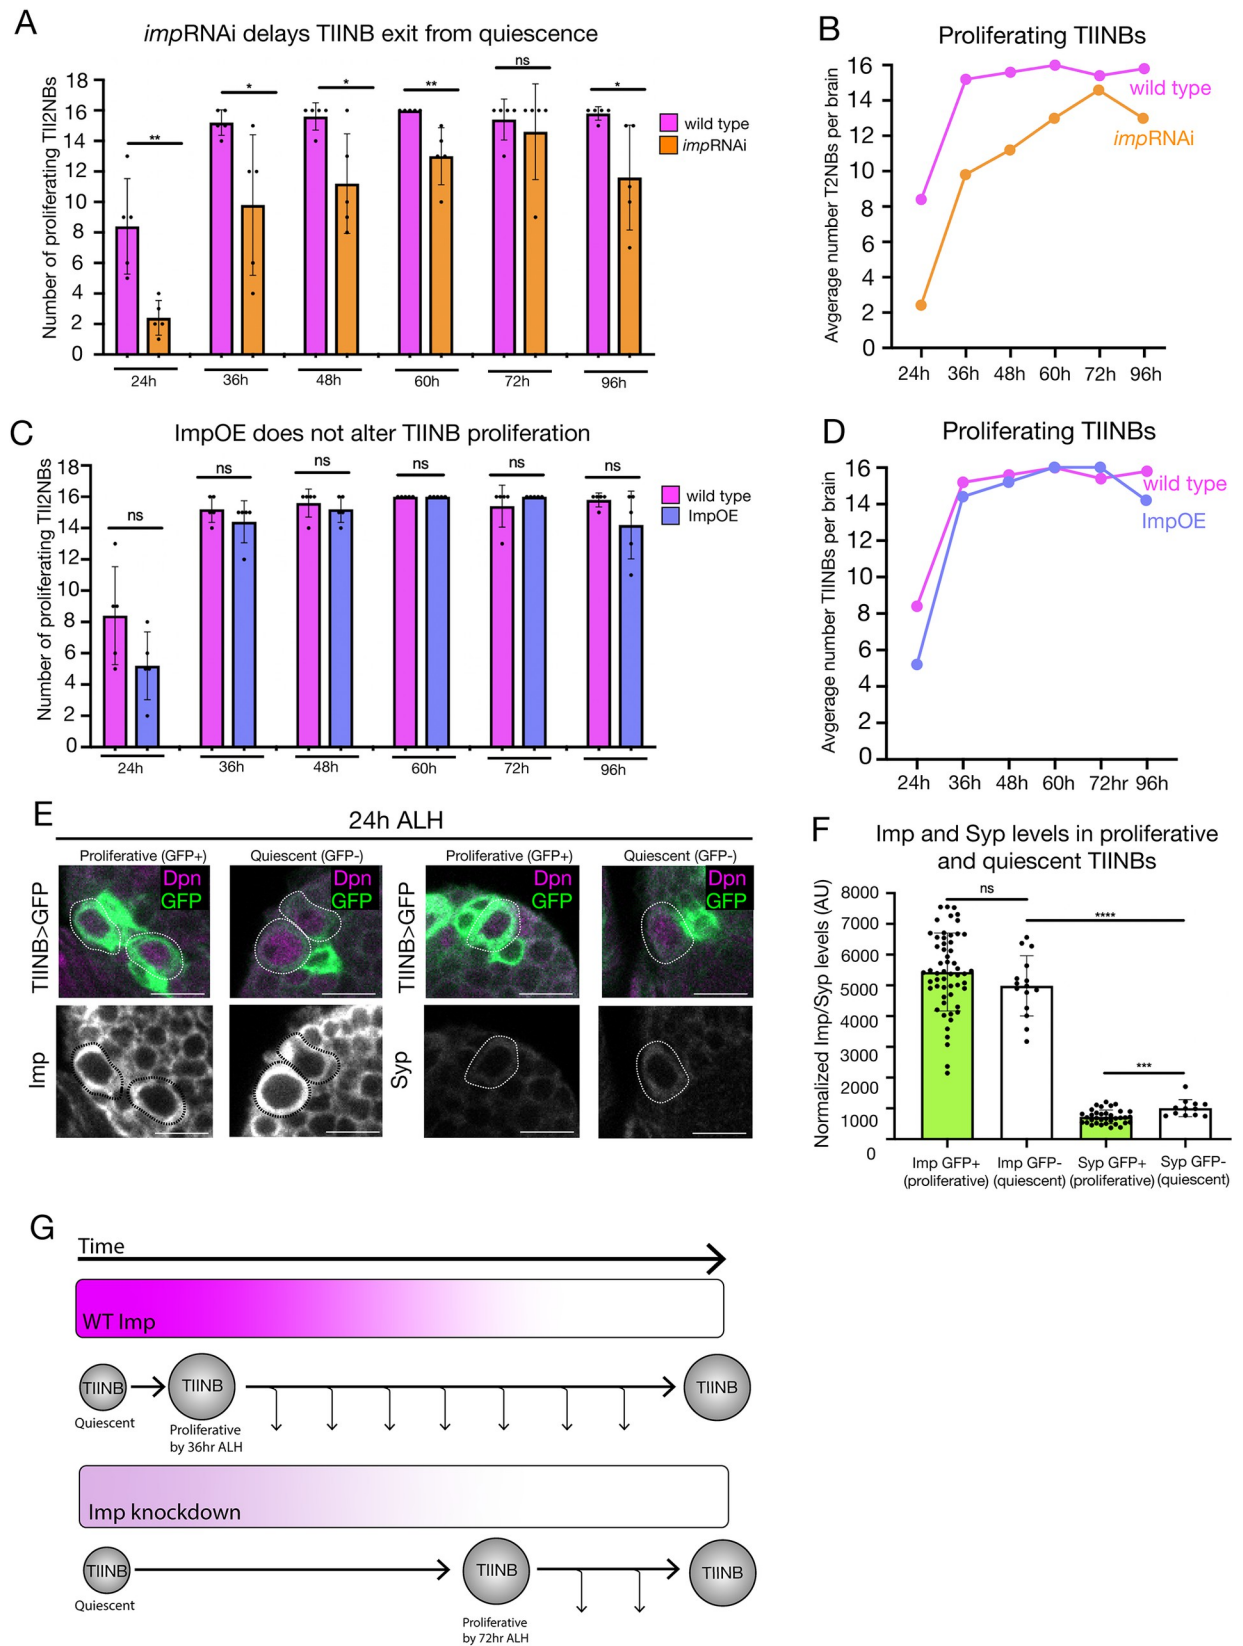 A
impRNAi delays TIINB exit from quiescence
Number of proliferating TII2NBs
18
16
14
12
10
8
6
4
2
0
**
*
*
**
ns
*
24h
36h
48h
60h
72h
96h
wild type
impRNAi
B
Proliferating TIINBs
Avgerage number T2NBs per brain
16
14
12
10
8
6
4
2
0
24h 36h 48h 60h 72h 96h
wild type
impRNAi
C
ImpOE does not alter TIINB proliferation
Number of proliferating TII2NBs
18
16
14
12
10
8
6
4
2
0
ns
ns
ns
ns
ns
ns
24h
36h
48h
60h
72h
96h
wild type
ImpOE
D
Proliferating TIINBs
Avgerage number TIINBs per brain
16
14
12
10
8
6
4
2
0
24h 36h 48h 60h 72hr 96h
wild type
ImpOE
E
24h ALH
Proliferative (GFP+)
Quiescent (GFP-)
Proliferative (GFP+)
Quiescent (GFP-)
TIINB>GFP
Dpn
GFP
Dpn
GFP
TIINB>GFP
Dpn
GFP
Dpn
GFP
Imp
Syp
F
Imp and Syp levels in proliferative
and quiescent TIINBs
Normalized Imp/Syp levels (AU)
8000
7000
6000
5000
4000
3000
2000
1000
0
ns
****
***
Imp GFP+
(proliferative)
Imp GFP-
(quiescent)
Syp GFP+
(proliferative)
Syp GFP-
(quiescent)
G
Time
WT Imp
TIINB
TIINB
TIINB
Quiescent
Proliferative
by 36hr ALH
Imp knockdown
TIINB
TIINB
TIINB
Quiescent
Proliferative
by 72hr ALH